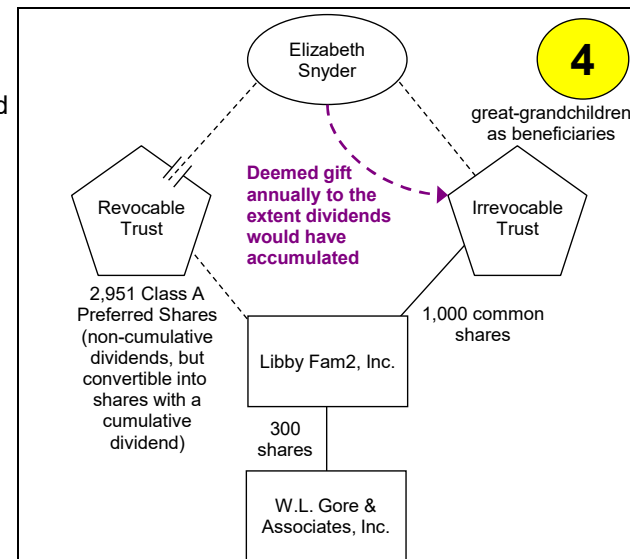 Elizabeth
Snyder
4
great-grandchildren
as beneficiaries
d
Deemed gift
annually to the
extent dividends
would have
accumulated
Revocable
Trust
Irrevocable
Trust
2,951 Class A
Preferred Shares
(non-cumulative
dividends, but
convertible into
shares with a
cumulative
dividend)
1,000 common
shares
Libby Fam2, Inc.
300
shares
W.L. Gore &
Associates, Inc.